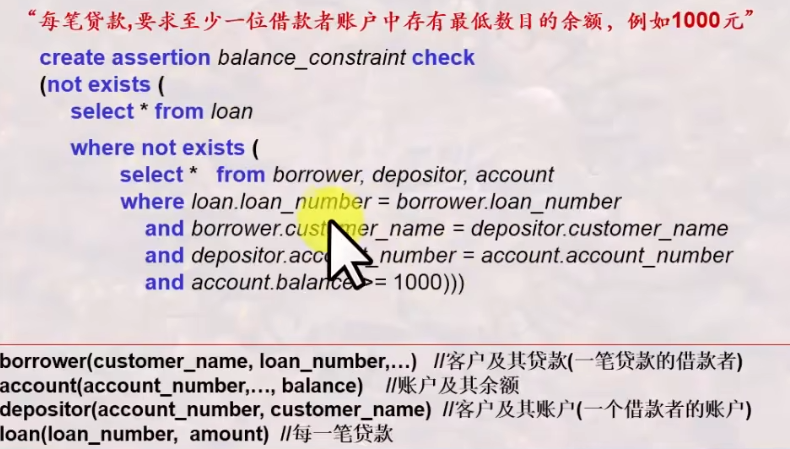 “每笔贷款,要求至少一位借款者账户中存有最低数目的余额，例如1000元”
create assertion balance_constraint check
(not exists (
select * from loan
where not exists (
select * from borrower, depositor, account
where loan.loan_number = borrower.loan_number
and borrower.customer_name = depositor.customer_name
and depositor.account_number = account.account_number
and account.balance >= 1000)))
borrower(customer_name, loan_number,…) //客户及其贷款(一笔贷款的借款者)
account(account_number,…, balance) //账户及其余额
depositor(account_number, customer_name) //客户及其账户(一个借款者的账户)
loan(loan_number, amount) //每一笔贷款